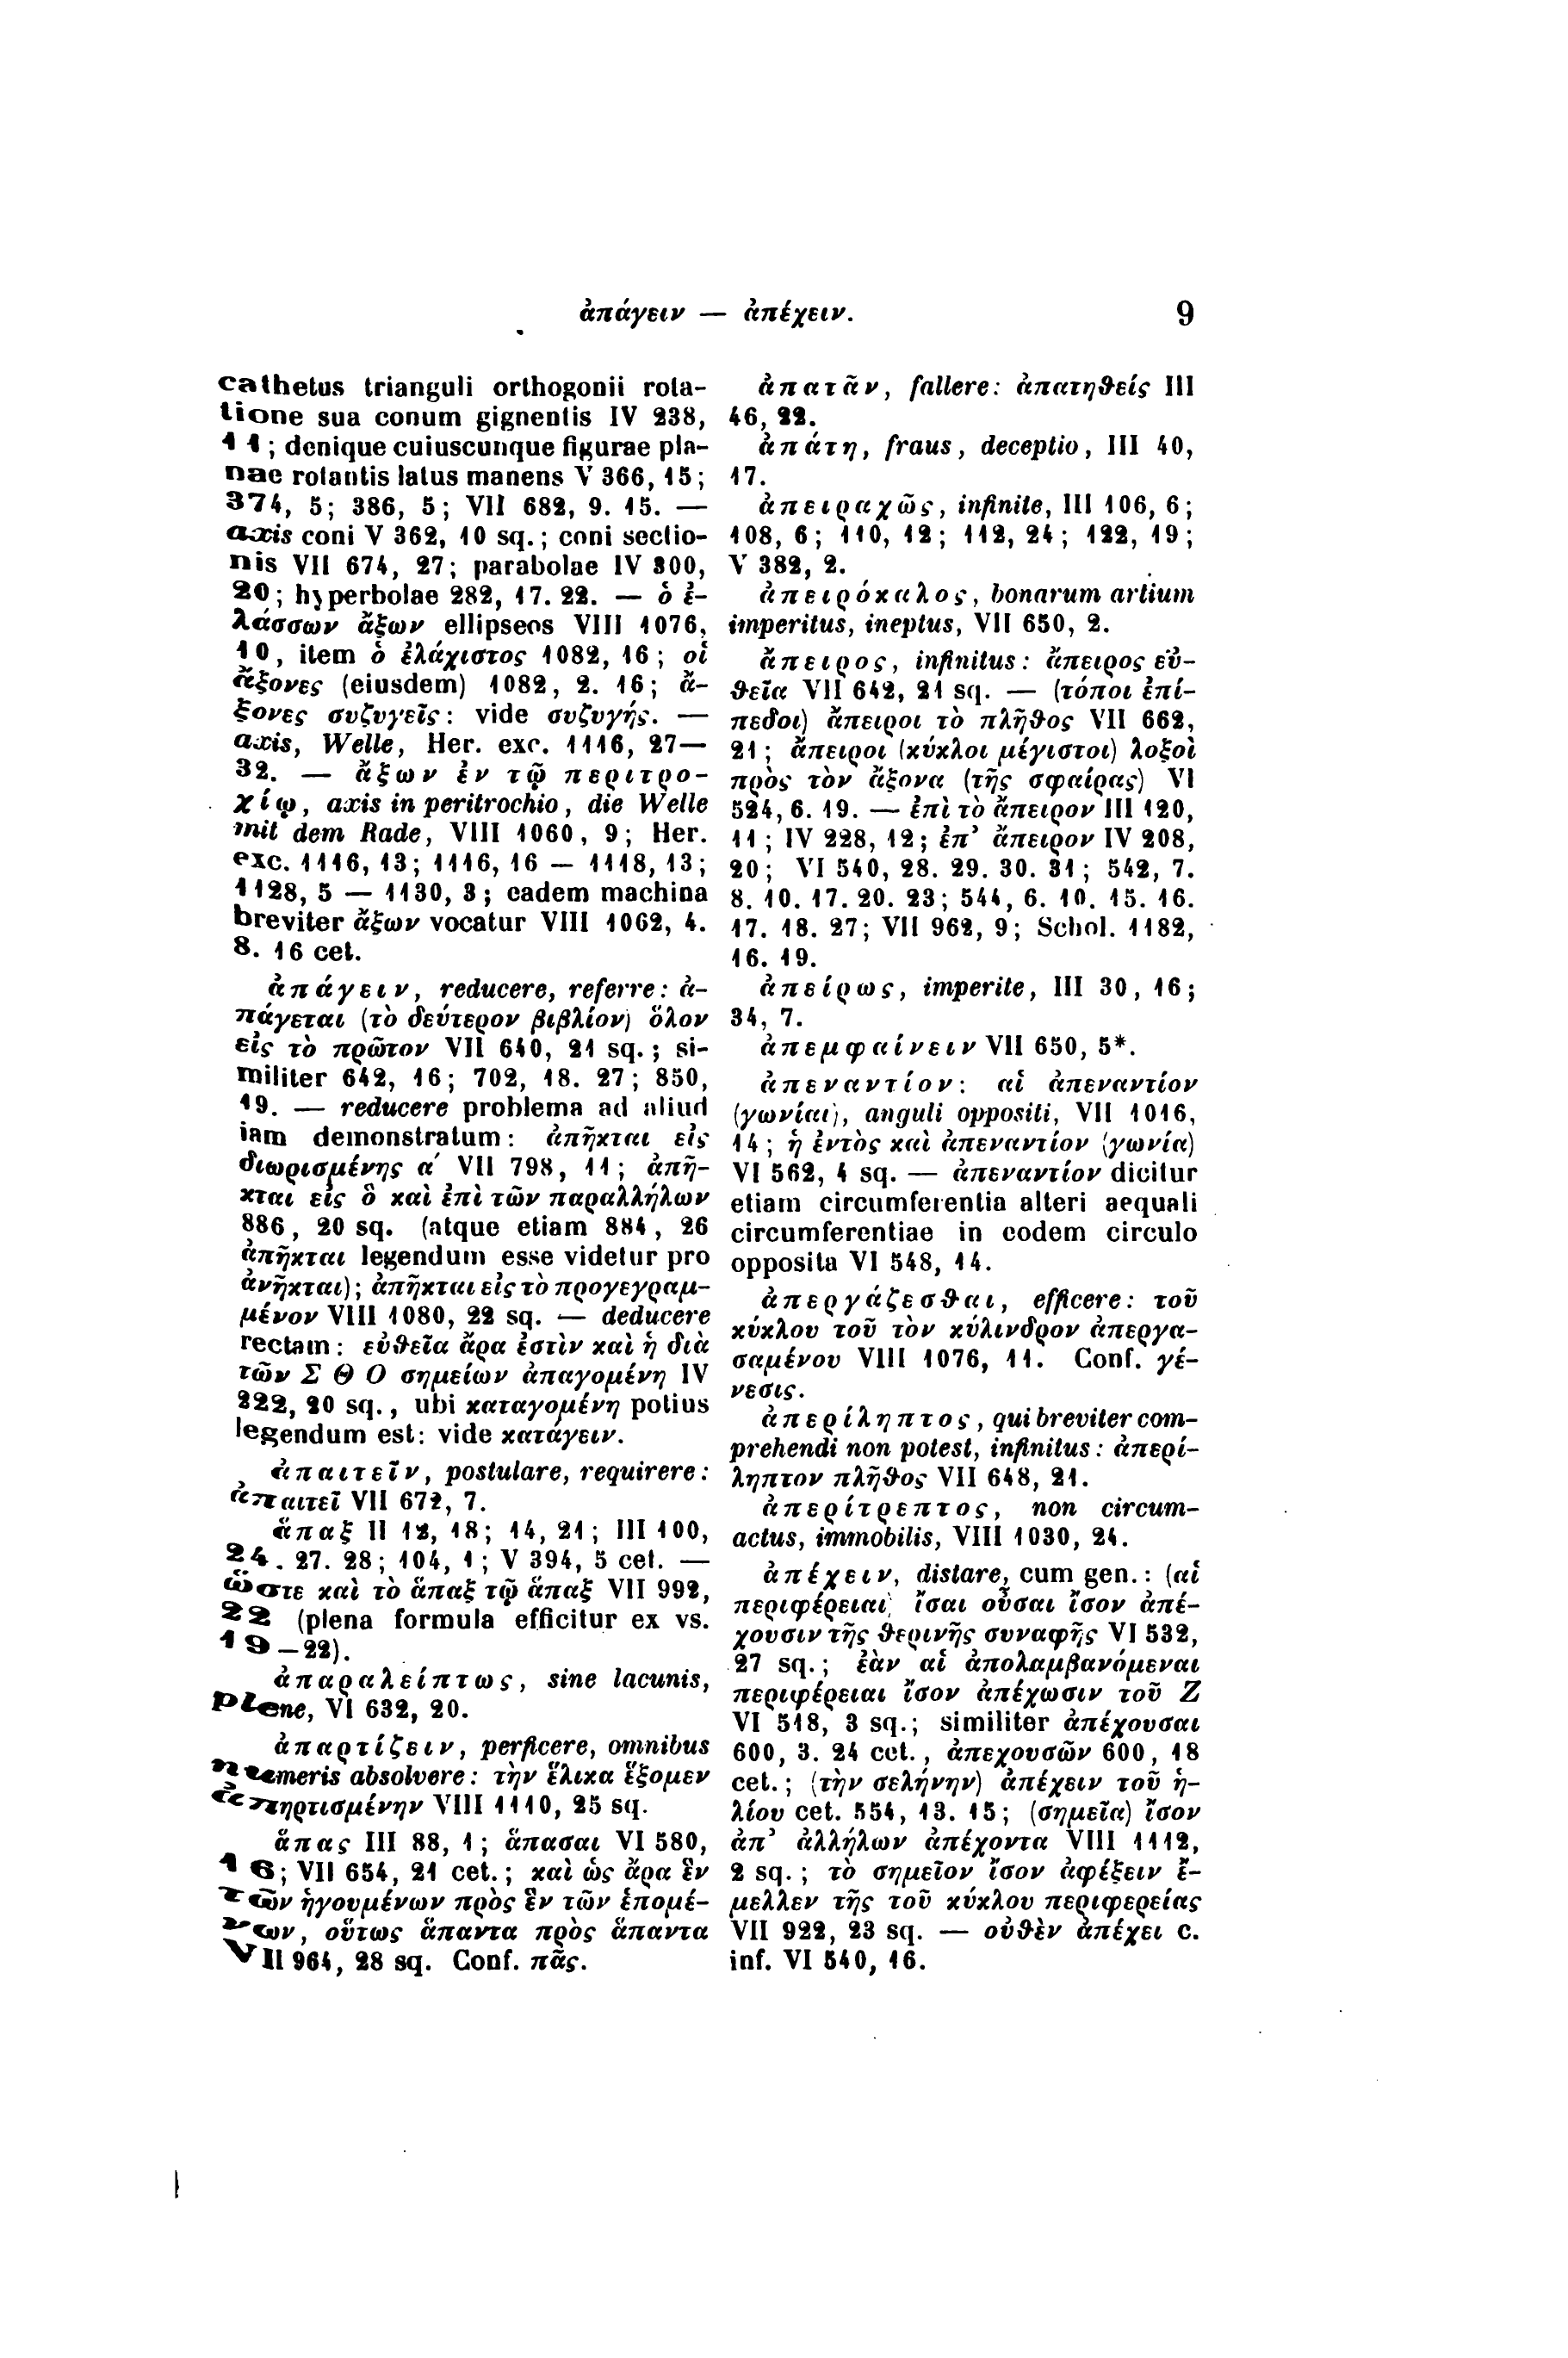 ἀπάγειν — ἀπέχειν. 9
cathetus trianguli orthogonii rota-
tione sua conum gignentis IV 238,
11; denique cuiuscunque figurae pla-
nae rotantis latus manens V 366, 15;
374, 5; 386, 5; VII 682, 9. 15. —
axis coni V 362, 10 sq.; coni sectio-
nis VII 674, 27; parabolae IV 300,
20; hyperbolae 282, 17. 22. — ὁ ἐ-
λάσσων ἄξων ellipseos VIII 1076,
10, item ὁ ἐλάχιστος 1082, 16; οἱ
ἄξονες (eiusdem) 1082, 2. 16; ἄ-
ξονες συζυγεῖς: vide συζυγής. —
axis, Welle, Her. exc. 1116, 27—
32. — ἄξων ἐν τῷ περιτρο-
χίῳ, axis in peritrochio, die Welle
mit dem Rade, VIII 1060, 9; Her.
exc. 1116, 13; 1116, 16 — 1118, 13;
1128, 5 — 1130, 3; eadem machina
breviter ἄξων vocatur VIII 1062, 4.
8. 16 cet.
ἀπάγειν, reducere, referre: ἀ-
πάγεται (τὸ δεύτερον βιβλίον) ὅλον
εἰς τὸ πρῶτον VII 640, 21 sq.; si-
militer 642, 16; 702, 18. 27; 850,
19. — reducere problema ad aliud
iam demonstratum: ἀπῆκται εἰς
διωρισμένης α´ VII 798, 11; ἀπῆ-
κται εἰς ὃ καὶ ἐπὶ τῶν παραλλήλων
886, 20 sq. (atque etiam 884, 26
ἀπῆκται legendum esse videtur pro
ἀνῆκται); ἀπῆκται εἰς τὸ προγεγραμ-
μένον VIII 1080, 22 sq. — deducere
rectam: εὐθεῖα ἄρα ἐστὶν καὶ ἡ διὰ
τῶν Σ Θ Ο σημείων ἀπαγομένη IV
222, 20 sq., ubi καταγομένη potius
legendum est: vide κατάγειν.
ἀπαιτεῖν, postulare, requirere:
ἀπαιτεῖ VII 672, 7.
ἅπαξ II 12, 18; 14, 21; III 100,
24. 27. 28; 104, 1; V 394, 5 cet. —
ὥστε καὶ τὸ ἅπαξ τῷ ἅπαξ VII 992,
22 (plena formula efficitur ex vs.
19–22).
ἀπαραλείπτως, sine lacunis,
plene, VI 632, 20.
ἀπαρτίζειν, perficere, omnibus
numeris absolvere: τὴν ἕλικα ἕξομεν
ἀπηρτισμένην VIII 1110, 25 sq.
ἅπας III 88, 1; ἅπασαι VI 580,
16; VII 654, 21 cet.; καὶ ὡς ἄρα ἓν
τῶν ἡγουμένων πρὸς ἓν τῶν ἑπομέ-
νων, οὕτως ἅπαντα πρὸς ἅπαντα
VII 964, 28 sq. Conf. πᾶς.
ἀπατᾶν, fallere: ἀπατηθείς III
46, 22.
ἀπάτη, fraus, deceptio, III 40,
17.
ἀπειραχῶς, infinite, III 106, 6;
108, 6; 110, 12; 112, 24; 122, 19;
V 382, 2.
ἀπειρόκαλος, bonarum artium
imperitus, ineptus, VII 650, 2.
ἄπειρος, infinitus: ἄπειρος εὐ-
θεῖα VII 642, 21 sq. — (τόποι ἐπί-
πεδοι) ἄπειροι τὸ πλῆθος VII 662,
21; ἄπειροι (κύκλοι μέγιστοι) λοξοὶ
πρὸς τὸν ἄξονα (τῆς σφαίρας) VI
524, 6. 19. — ἐπὶ τὸ ἄπειρον III 120,
11; IV 228, 12; ἐπ’ ἄπειρον IV 208,
20; VI 540, 28. 29. 30. 31; 542, 7.
8. 10. 17. 20. 23; 544, 6. 10. 15. 16.
17. 18. 27; VII 962, 9; Schol. 1182,
16. 19.
ἀπείρως, imperite, III 30, 16;
34, 7.
ἀπεμφαίνειν VII 650, 5*.
ἀπεναντίον: αἱ ἀπεναντίον
(γωνίαι), anguli oppositi, VII 1016,
14; ἡ ἐντὸς καὶ ἀπεναντίον (γωνία)
VI 562, 4 sq. — ἀπεναντίον dicitur
etiam circumferentia alteri aequali
circumferentiae in eodem circulo
opposita VI 548, 14.
ἀπεργάζεσθαι, efficere: τοῦ
κύκλου τοῦ τὸν κύλινδρον ἀπεργα-
σαμένου VIII 1076, 11. Conf. γέ-
νεσις.
ἀπερίληπτος, qui breviter com-
prehendi non potest, infinitus: ἀπερί-
ληπτον πλῆθος VII 648, 21.
ἀπερίτρεπτος, non circum-
actus, immobilis, VIII 1030, 24.
ἀπέχειν, distare, cum gen.: (αἱ
περιφέρειαι) ἴσαι οὖσαι ἴσον ἀπέ-
χουσιν τῆς θερινῆς συναφῆς VI 532,
27 sq.; ἐὰν αἱ ἀπολαμβανόμεναι
περιφέρειαι ἴσον ἀπέχωσιν τοῦ Ζ
VI 518, 3 sq.; similiter ἀπέχουσαι
600, 3. 24 cet., ἀπεχουσῶν 600, 18
cet.; (τὴν σελήνην) ἀπέχειν τοῦ ἡ-
λίου cet. 554, 13. 15; (σημεῖα) ἴσον
ἀπ’ ἀλλήλων ἀπέχοντα VIII 1112,
2 sq.; τὸ σημεῖον ἴσον ἀφέξειν ἔ-
μελλεν τῆς τοῦ κύκλου περιφερείας
VII 922, 23 sq. — οὐθὲν ἀπέχει c.
inf. VI 540, 16.